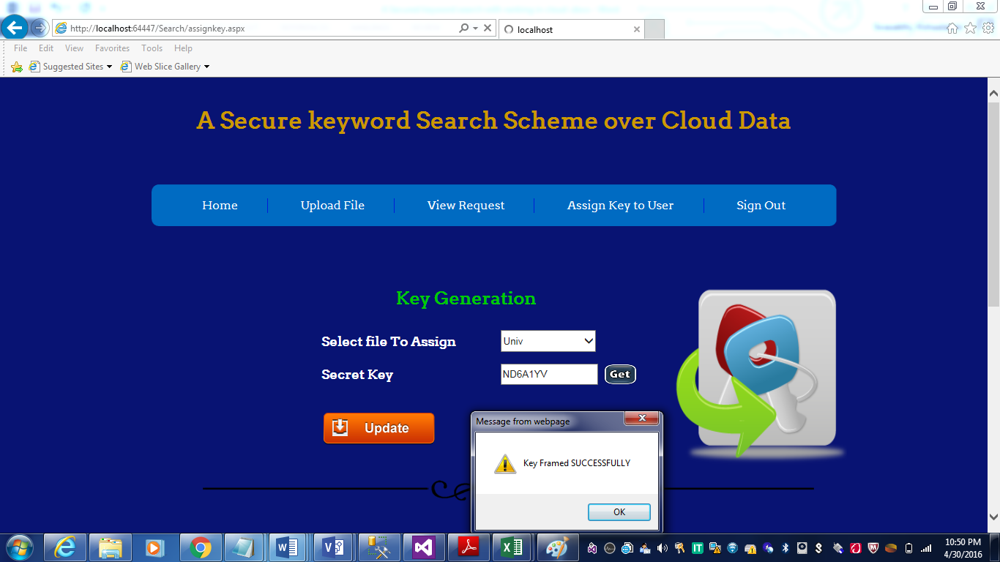 http://localhost:64447/Search/assignkey.aspx
localhost
File Edit View Favorites Tools Help
Suggested Sites Web Slice Gallery
A Secure keyword Search Scheme over Cloud Data
Home Upload File View Request Assign Key to User Sign Out
Key Generation
Select file To Assign Univ
Secret Key ND6A1YV Get
Update
Message from webpage
Key Framed SUCCESSFULLY
OK
10:50 PM
4/30/2016